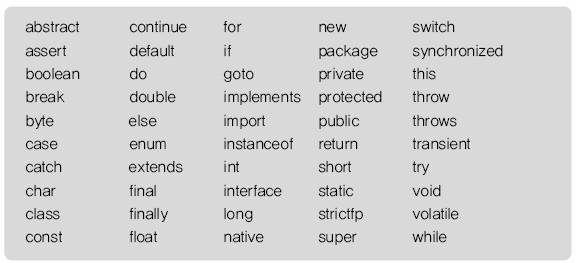 abstract continue for new switch
assert default if package synchronized
boolean do goto private this
break double implements protected throw
byte else import public throws
case enum instanceof return transient
catch extends int short try
char final interface static void
class finally long strictfp volatile
const float native super while